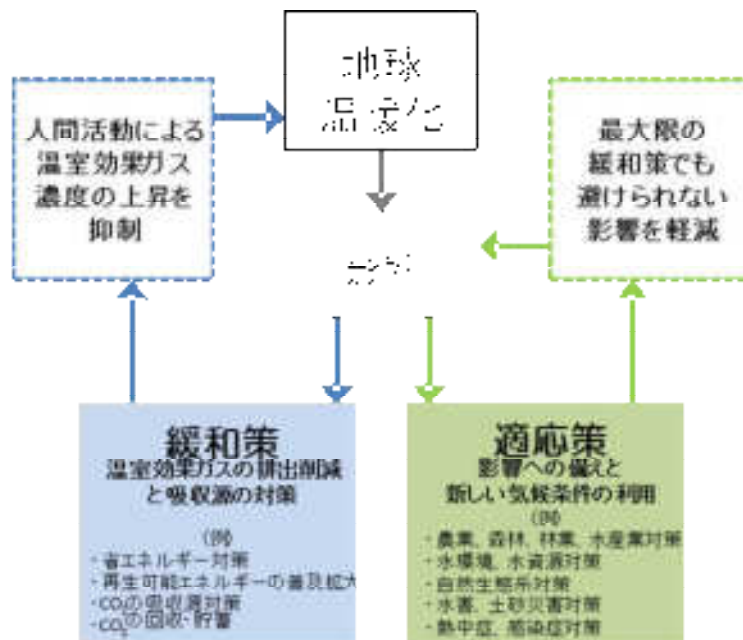 地球
温暖化
人間活動による
温室効果ガス
濃度の上昇を
抑制
最大限の
緩和策でも
避けられない
影響を軽減
緩和策
温室効果ガスの排出削減
と吸収源の対策
(例)
・省エネルギー対策
・再生可能エネルギーの普及拡大
・CO₂の吸収源対策
・CO₂の回収・貯蓄
適応策
影響への備えと
新しい気候条件の利用
(例)
・農業、森林、林業、水産業対策
・水環境、水資源対策
・自然生態系対策
・水害、土砂災害対策
・熱中症、感染症対策